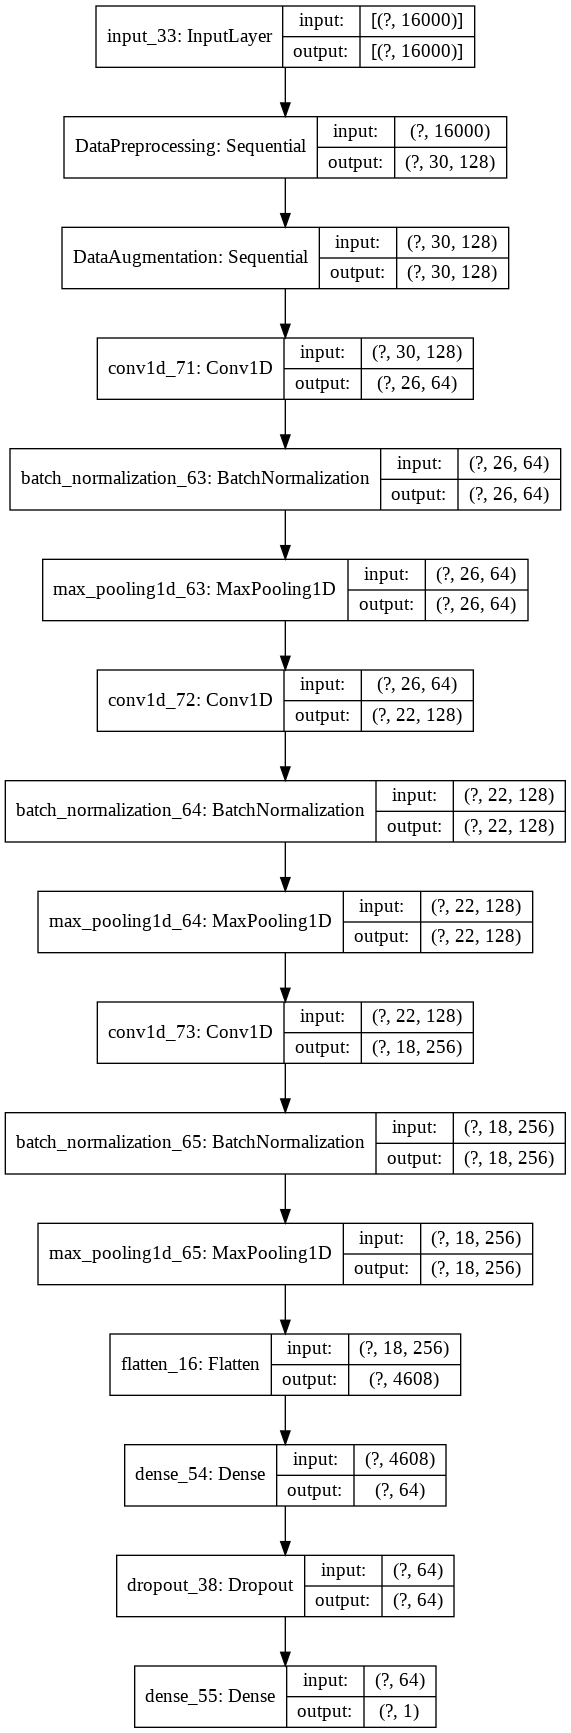 input_33: InputLayer
input: [(?, 16000)]
output: [(?, 16000)]
DataPreprocessing: Sequential
input: (?, 16000)
output: (?, 30, 128)
DataAugmentation: Sequential
input: (?, 30, 128)
output: (?, 30, 128)
conv1d_71: Conv1D
input: (?, 30, 128)
output: (?, 26, 64)
batch_normalization_63: BatchNormalization
input: (?, 26, 64)
output: (?, 26, 64)
max_pooling1d_63: MaxPooling1D
input: (?, 26, 64)
output: (?, 26, 64)
conv1d_72: Conv1D
input: (?, 26, 64)
output: (?, 22, 128)
batch_normalization_64: BatchNormalization
input: (?, 22, 128)
output: (?, 22, 128)
max_pooling1d_64: MaxPooling1D
input: (?, 22, 128)
output: (?, 22, 128)
conv1d_73: Conv1D
input: (?, 22, 128)
output: (?, 18, 256)
batch_normalization_65: BatchNormalization
input: (?, 18, 256)
output: (?, 18, 256)
max_pooling1d_65: MaxPooling1D
input: (?, 18, 256)
output: (?, 18, 256)
flatten_16: Flatten
input: (?, 18, 256)
output: (?, 4608)
dense_54: Dense
input: (?, 4608)
output: (?, 64)
dropout_38: Dropout
input: (?, 64)
output: (?, 64)
dense_55: Dense
input: (?, 64)
output: (?, 1)